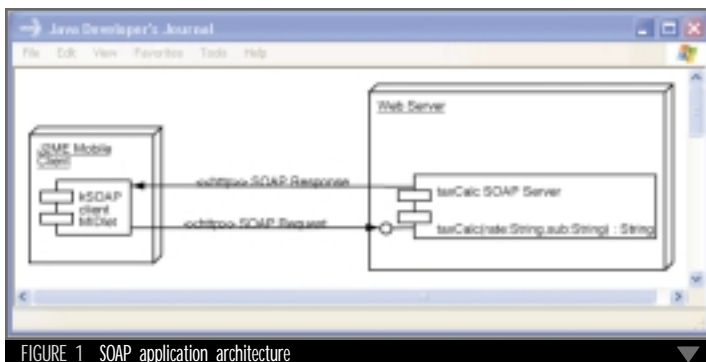 Java Developer's Journal
File Edit View Favorites Tools Help
Web Server
J2ME Mobile
Client
kSOAP
client
MIDlet
<<http>> SOAP Response
<<http>> SOAP Request
taxCalc SOAP Server
taxCalc(rate:String,sub:String) : String
FIGURE 1 SOAP application architecture